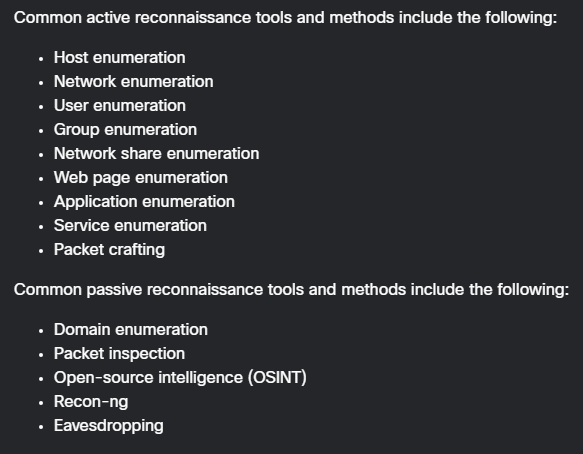 Common active reconnaissance tools and methods include the following:
• Host enumeration
• Network enumeration
• User enumeration
• Group enumeration
• Network share enumeration
• Web page enumeration
• Application enumeration
• Service enumeration
• Packet crafting
Common passive reconnaissance tools and methods include the following:
• Domain enumeration
• Packet inspection
• Open-source intelligence (OSINT)
• Recon-ng
• Eavesdropping